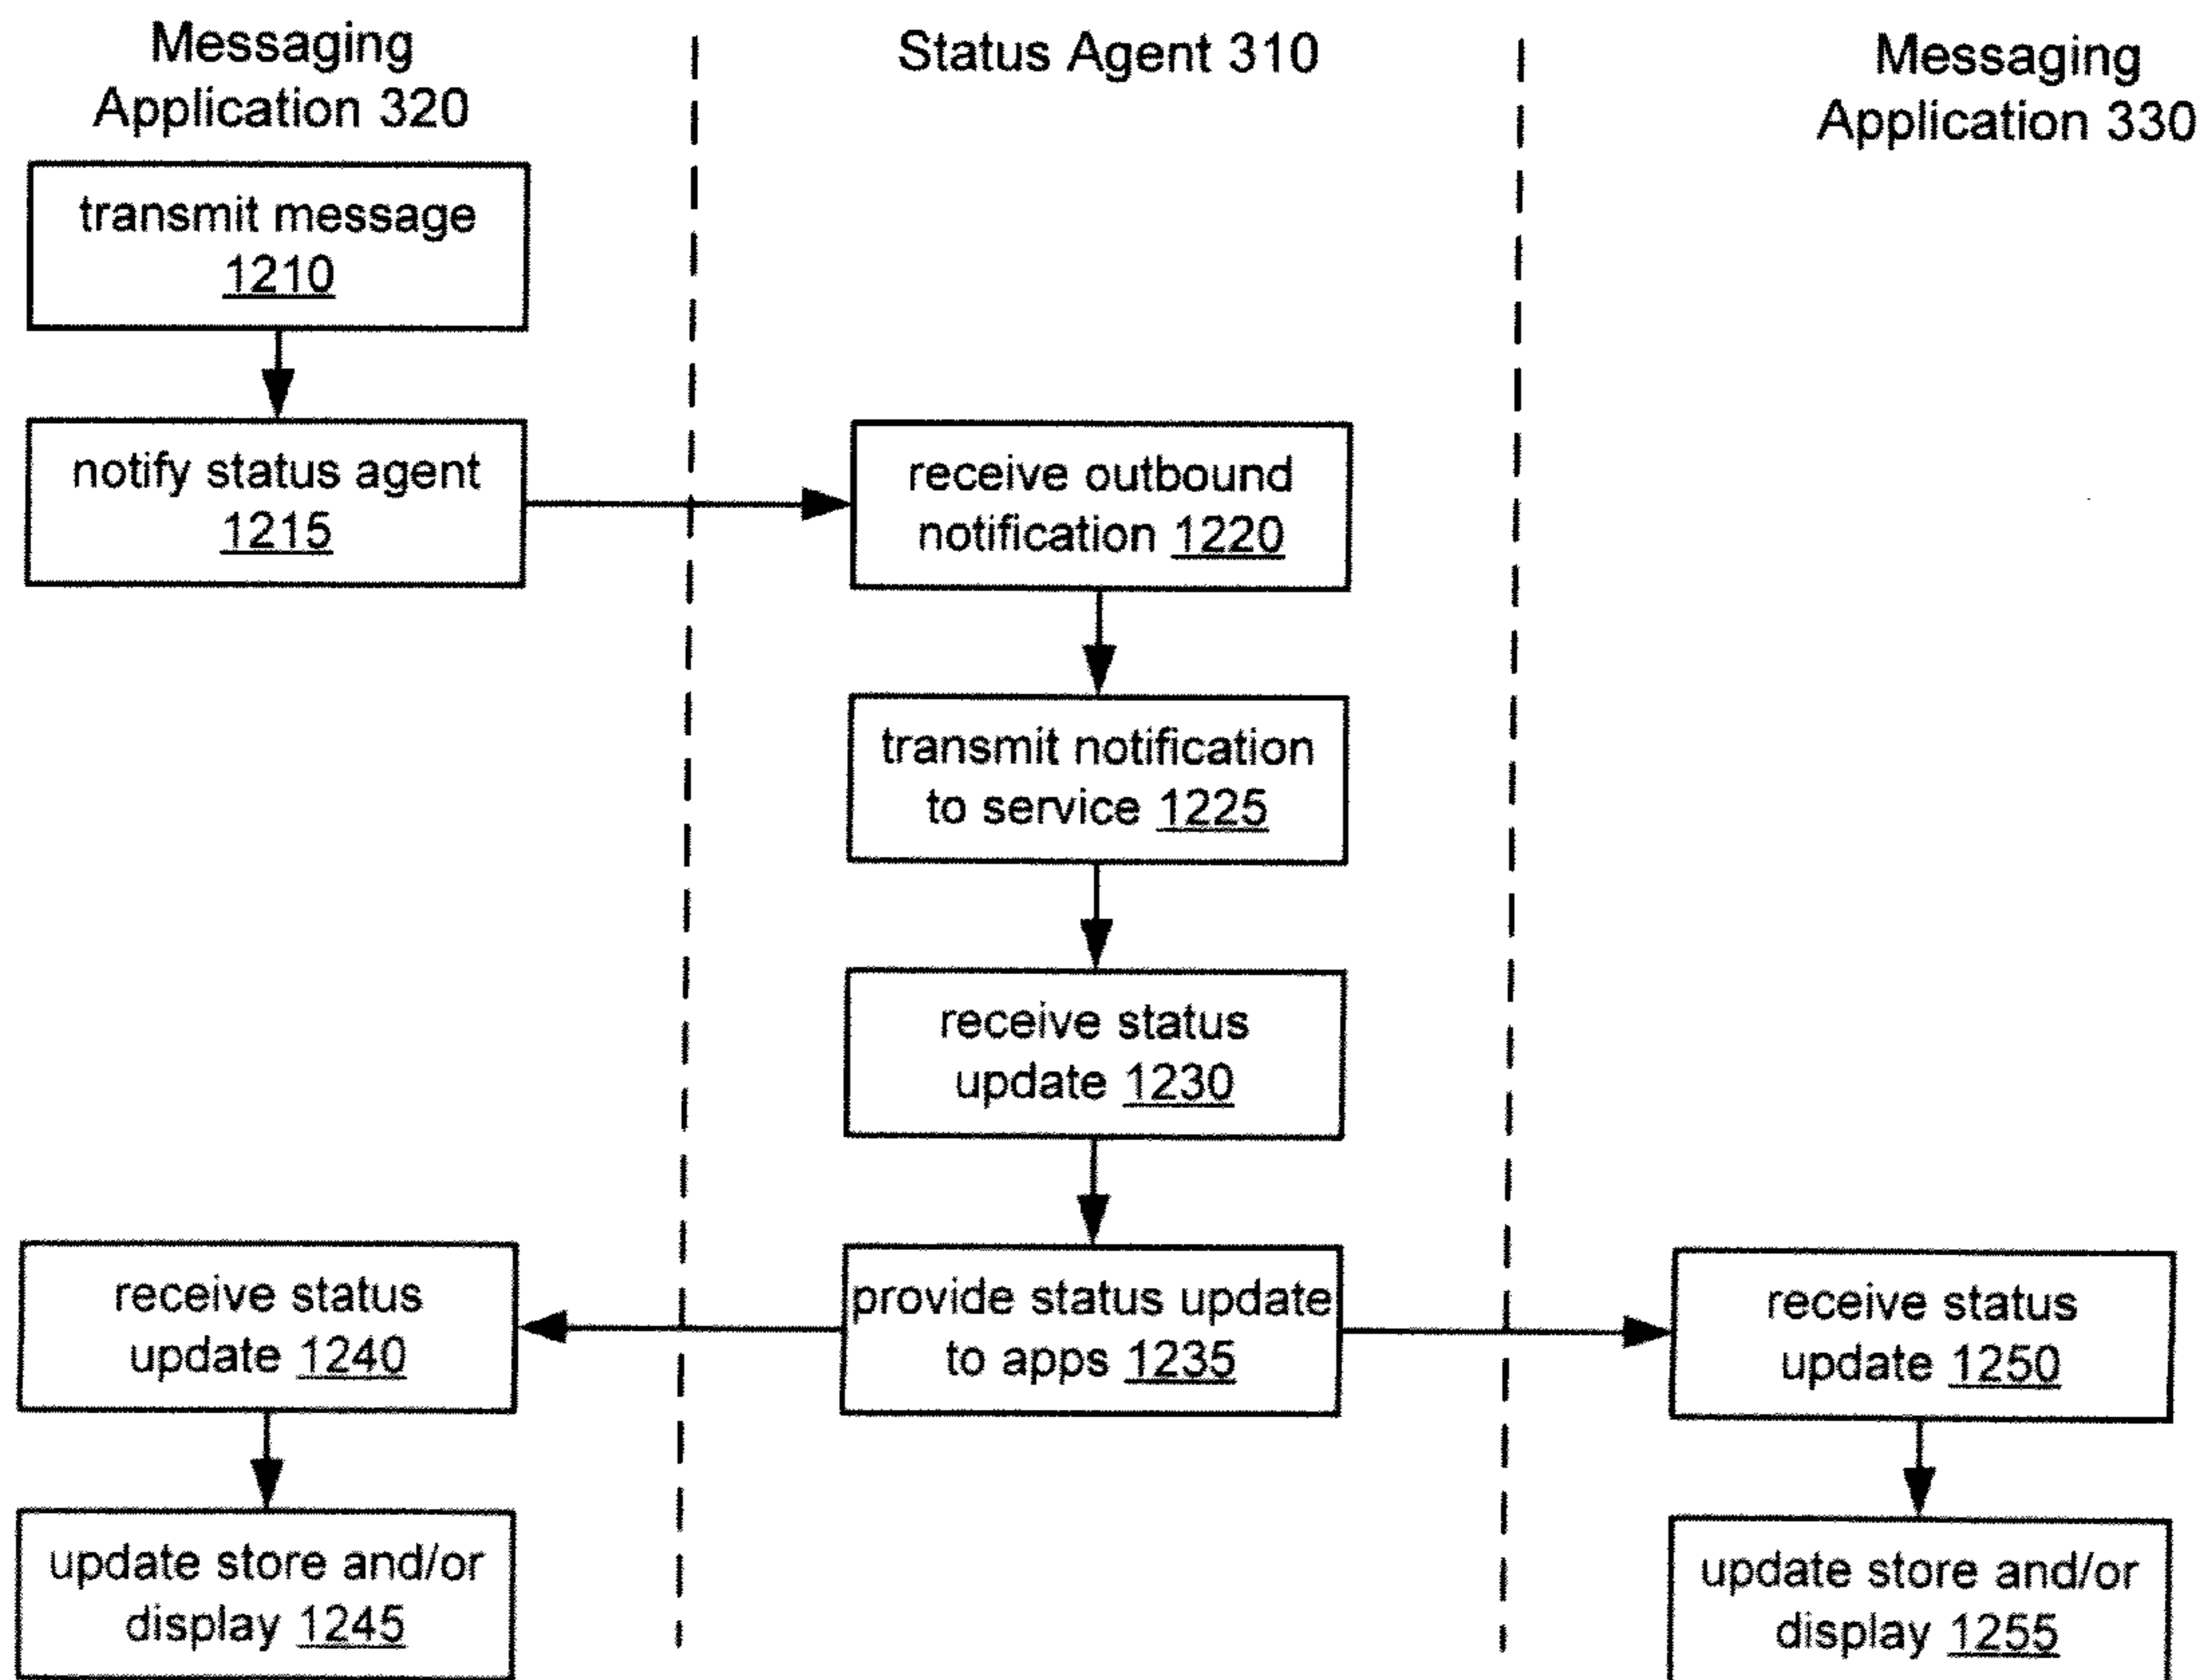 Messaging
Application 320
Status Agent 310
Messaging
Application 330
transmit message
1210
notify status agent
1215
receive outbound
notification 1220
transmit notification
to service 1225
receive status
update 1230
receive status
update 1240
provide status update
to apps 1235
receive status
update 1250
update store and/or
display 1245
update store and/or
display 1255